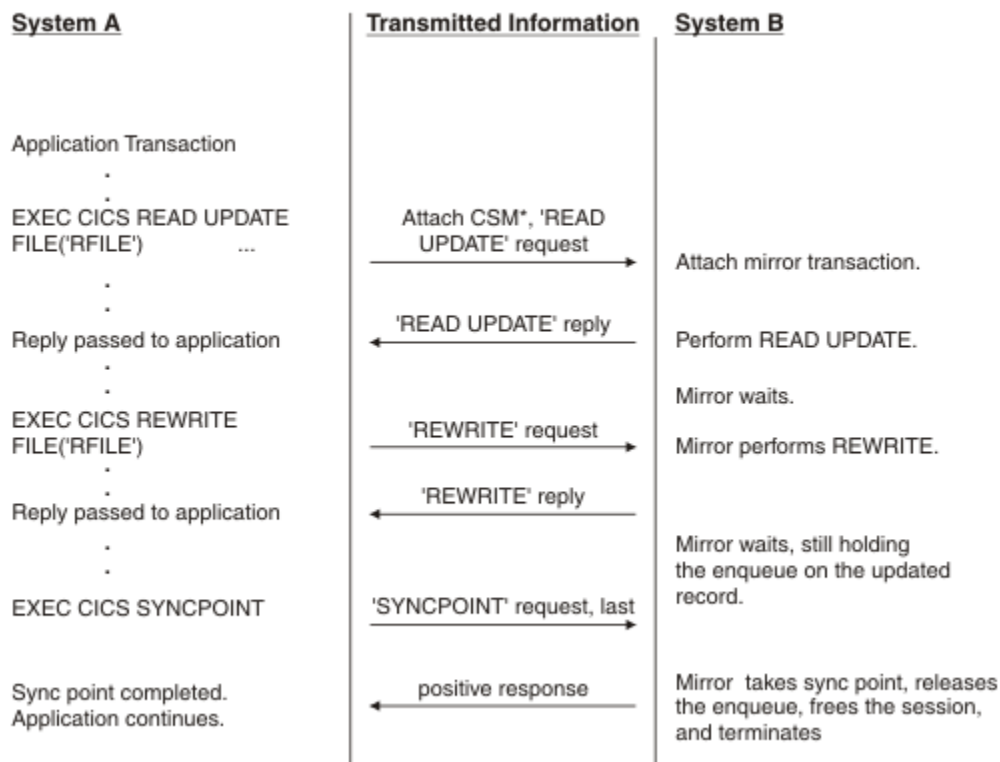 System A
Transmitted Information
System B
Application Transaction
.
.
EXEC CICS READ UPDATE
FILE('RFILE') ...
Attach CSM*, 'READ
UPDATE' request
Attach mirror transaction.
.
.
'READ UPDATE' reply
Reply passed to application
Perform READ UPDATE.
.
.
Mirror waits.
EXEC CICS REWRITE
FILE('RFILE')
'REWRITE' request
Mirror performs REWRITE.
.
.
'REWRITE' reply
Reply passed to application
.
.
Mirror waits, still holding
the enqueue on the updated
record.
EXEC CICS SYNCPOINT
'SYNCPOINT' request, last
Sync point completed.
Application continues.
positive response
Mirror takes sync point, releases
the enqueue, frees the session,
and terminates